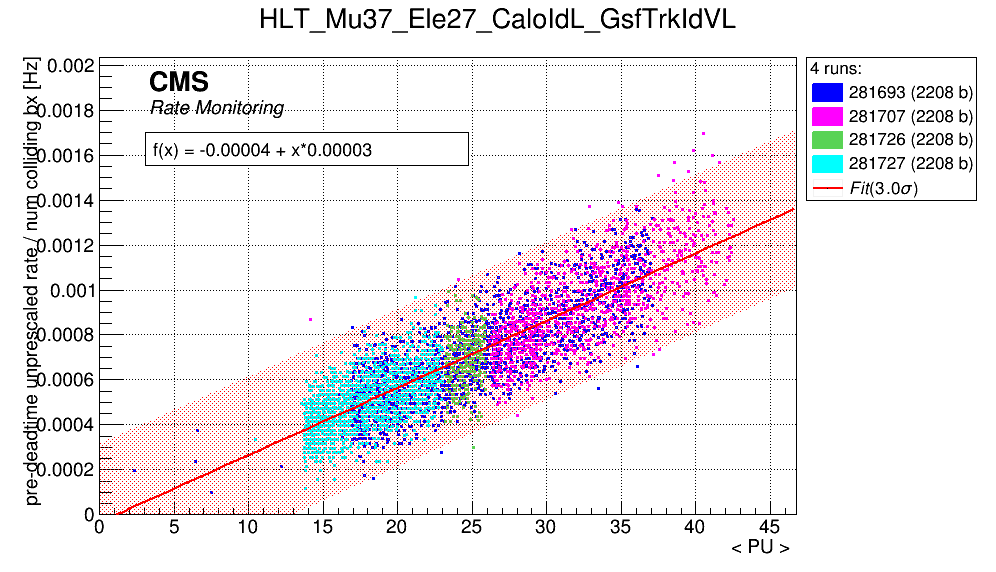 HLT_Mu37_Ele27_CaloIdL_GsfTrkIdVL
pre-deadtime unprescaled rate / num colliding bx [Hz]
0.002
0.0018
0.0016
0.0014
0.0012
0.001
0.0008
0.0006
0.0004
0.0002
0
CMS
Rate Monitoring
f(x) = -0.00004 + x*0.00003
0 5 10 15 20 25 30 35 40 45
< PU >
4 runs:
281693 (2208 b)
281707 (2208 b)
281726 (2208 b)
281727 (2208 b)
Fit(3.0σ)